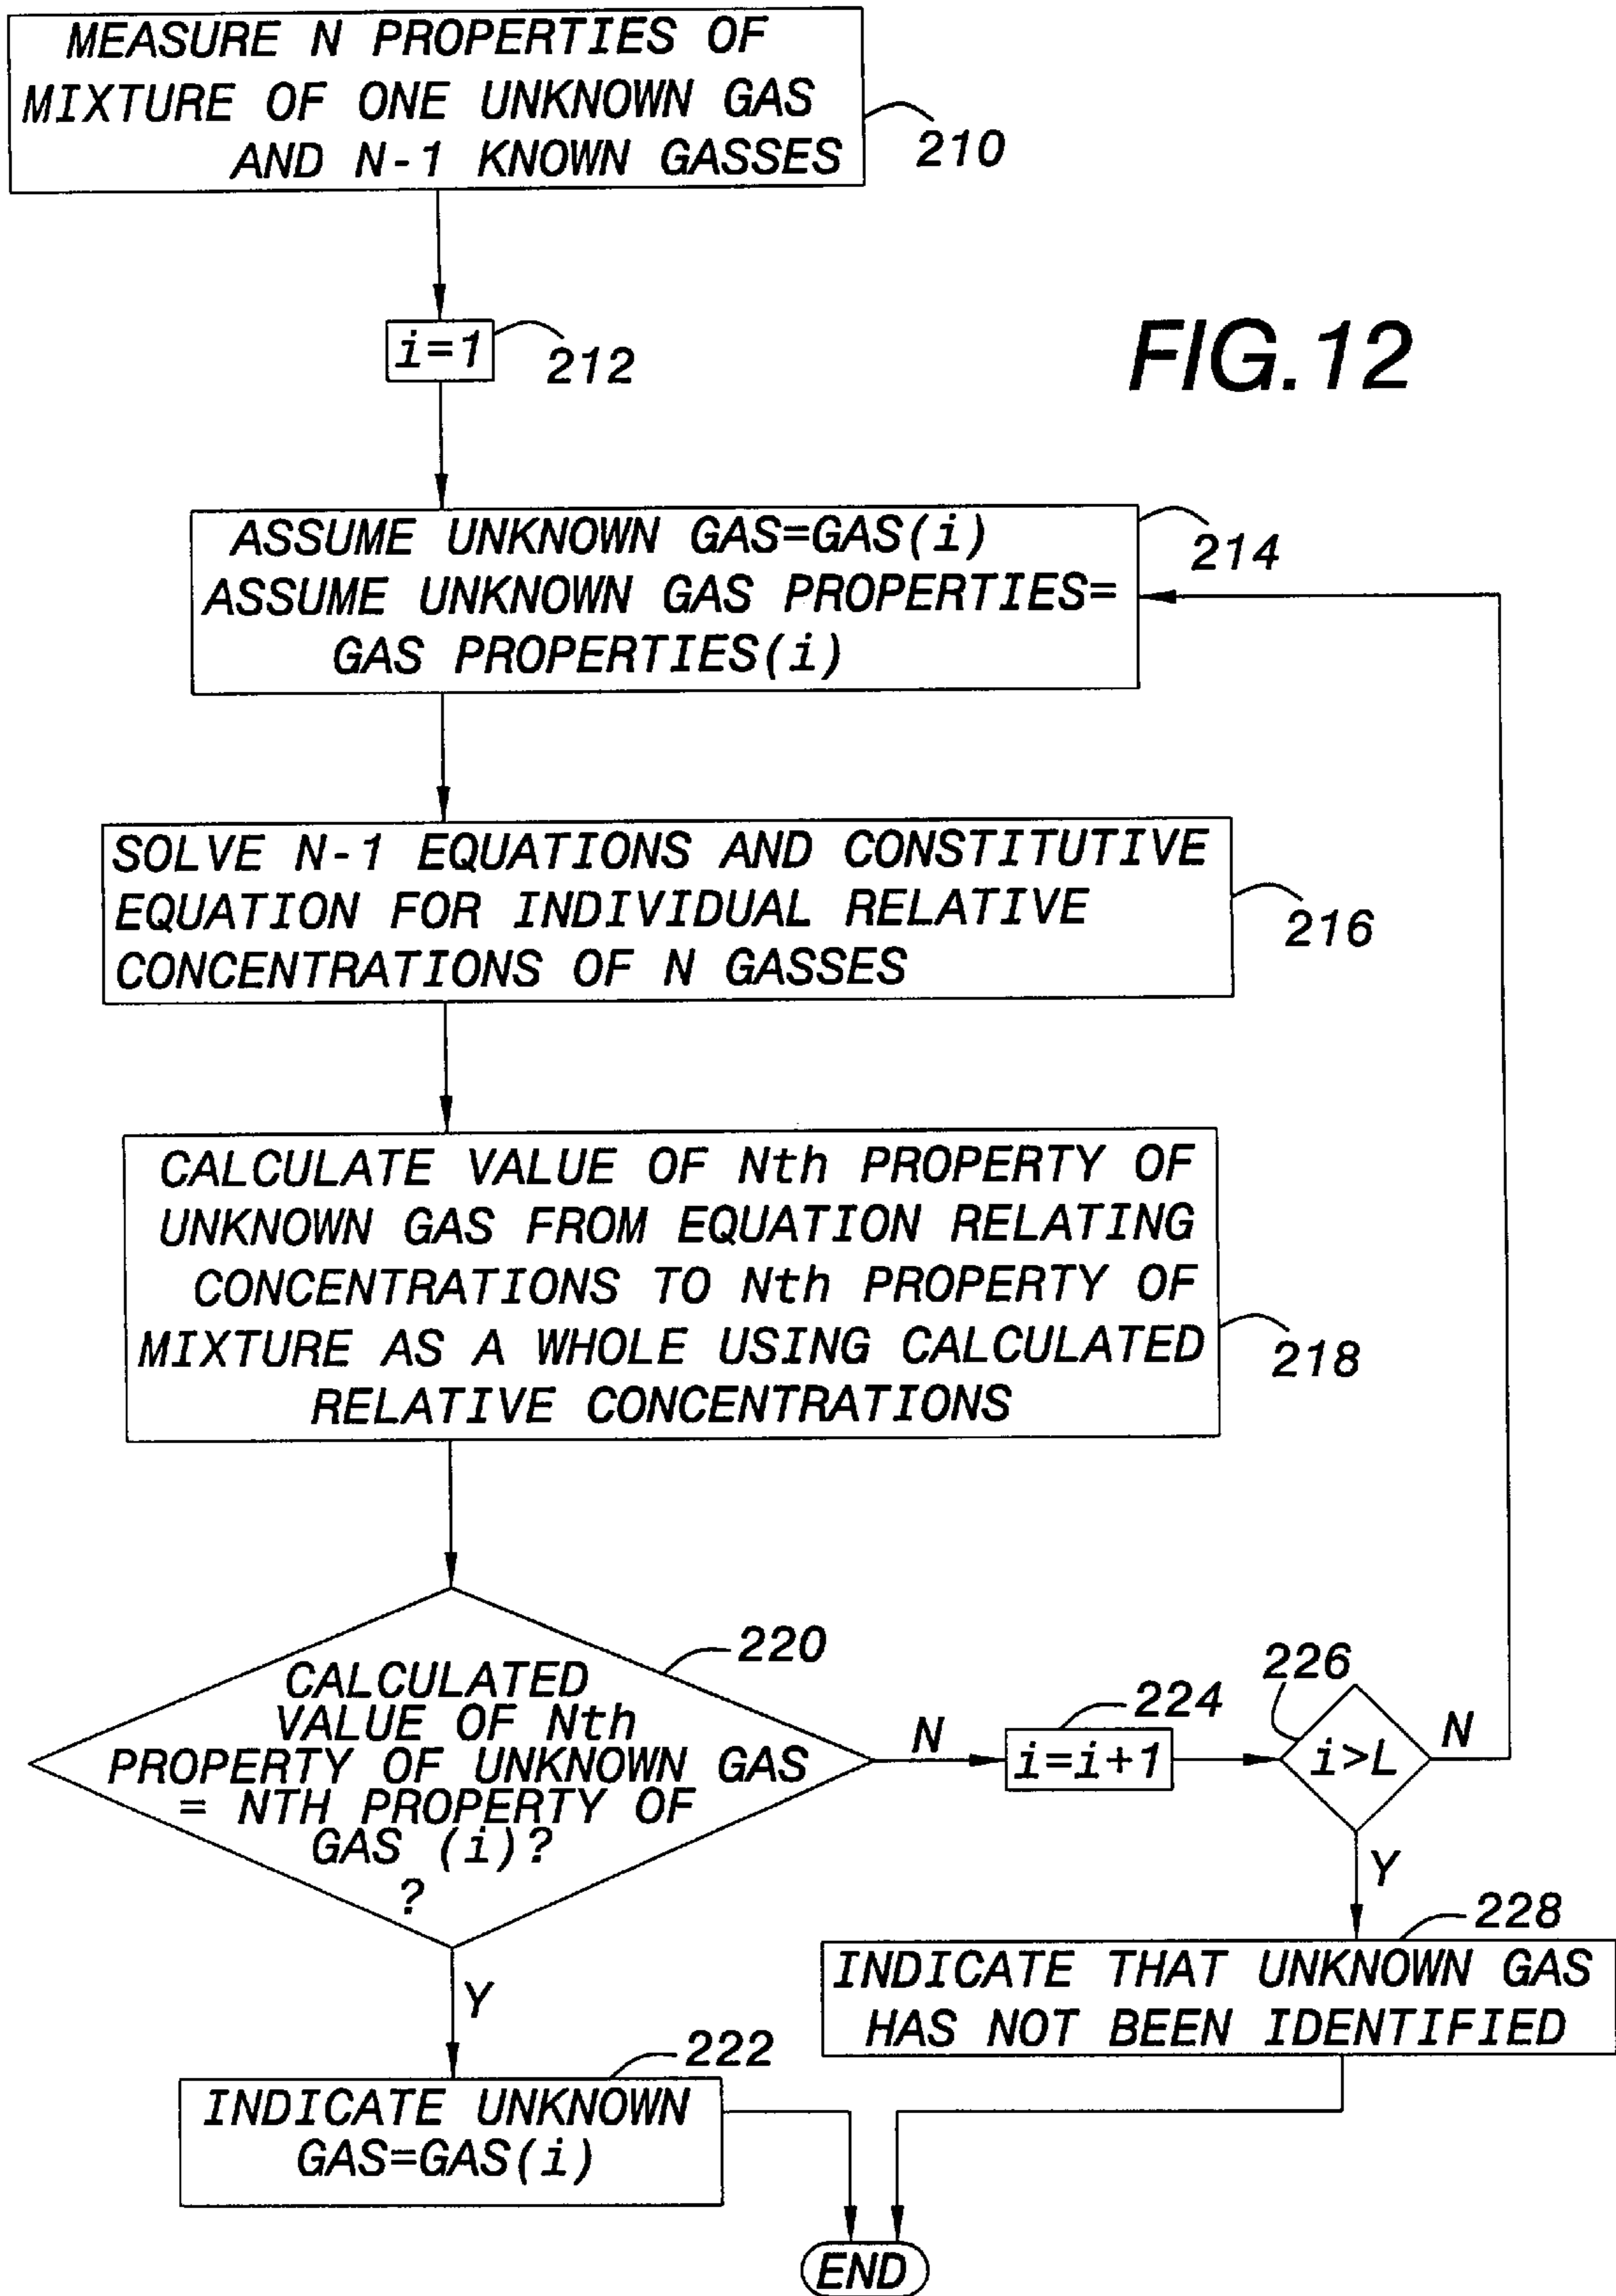 MEASURE N PROPERTIES OF
MIXTURE OF ONE UNKNOWN GAS
AND N-1 KNOWN GASSES
210
i=1
212
FIG.12
ASSUME UNKNOWN GAS=GAS(i)
ASSUME UNKNOWN GAS PROPERTIES=
GAS PROPERTIES(i)
214
SOLVE N-1 EQUATIONS AND CONSTITUTIVE
EQUATION FOR INDIVIDUAL RELATIVE
CONCENTRATIONS OF N GASSES
216
CALCULATE VALUE OF Nth PROPERTY OF
UNKNOWN GAS FROM EQUATION RELATING
CONCENTRATIONS TO Nth PROPERTY OF
MIXTURE AS A WHOLE USING CALCULATED
RELATIVE CONCENTRATIONS
218
CALCULATED
VALUE OF Nth
PROPERTY OF UNKNOWN GAS
= NTH PROPERTY OF
GAS (i)?
?
220
N
224
i=i+1
226
i>L
N
Y
Y
228
INDICATE THAT UNKNOWN GAS
HAS NOT BEEN IDENTIFIED
222
INDICATE UNKNOWN
GAS=GAS(i)
END